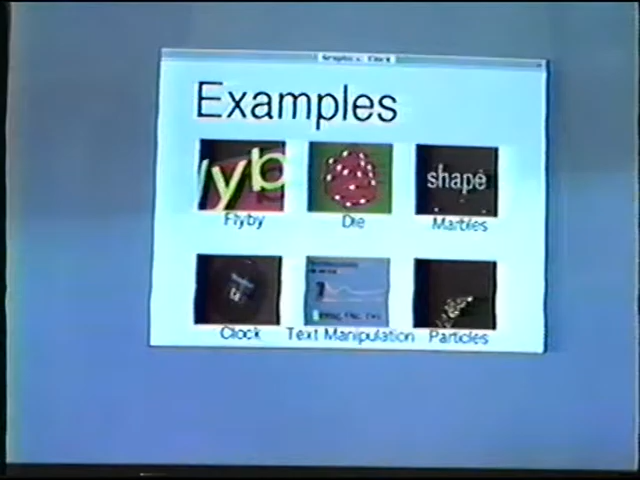 Examples
yb
shape
Flyby
Die
Marbles
Clock
Text Manipulation
Particles